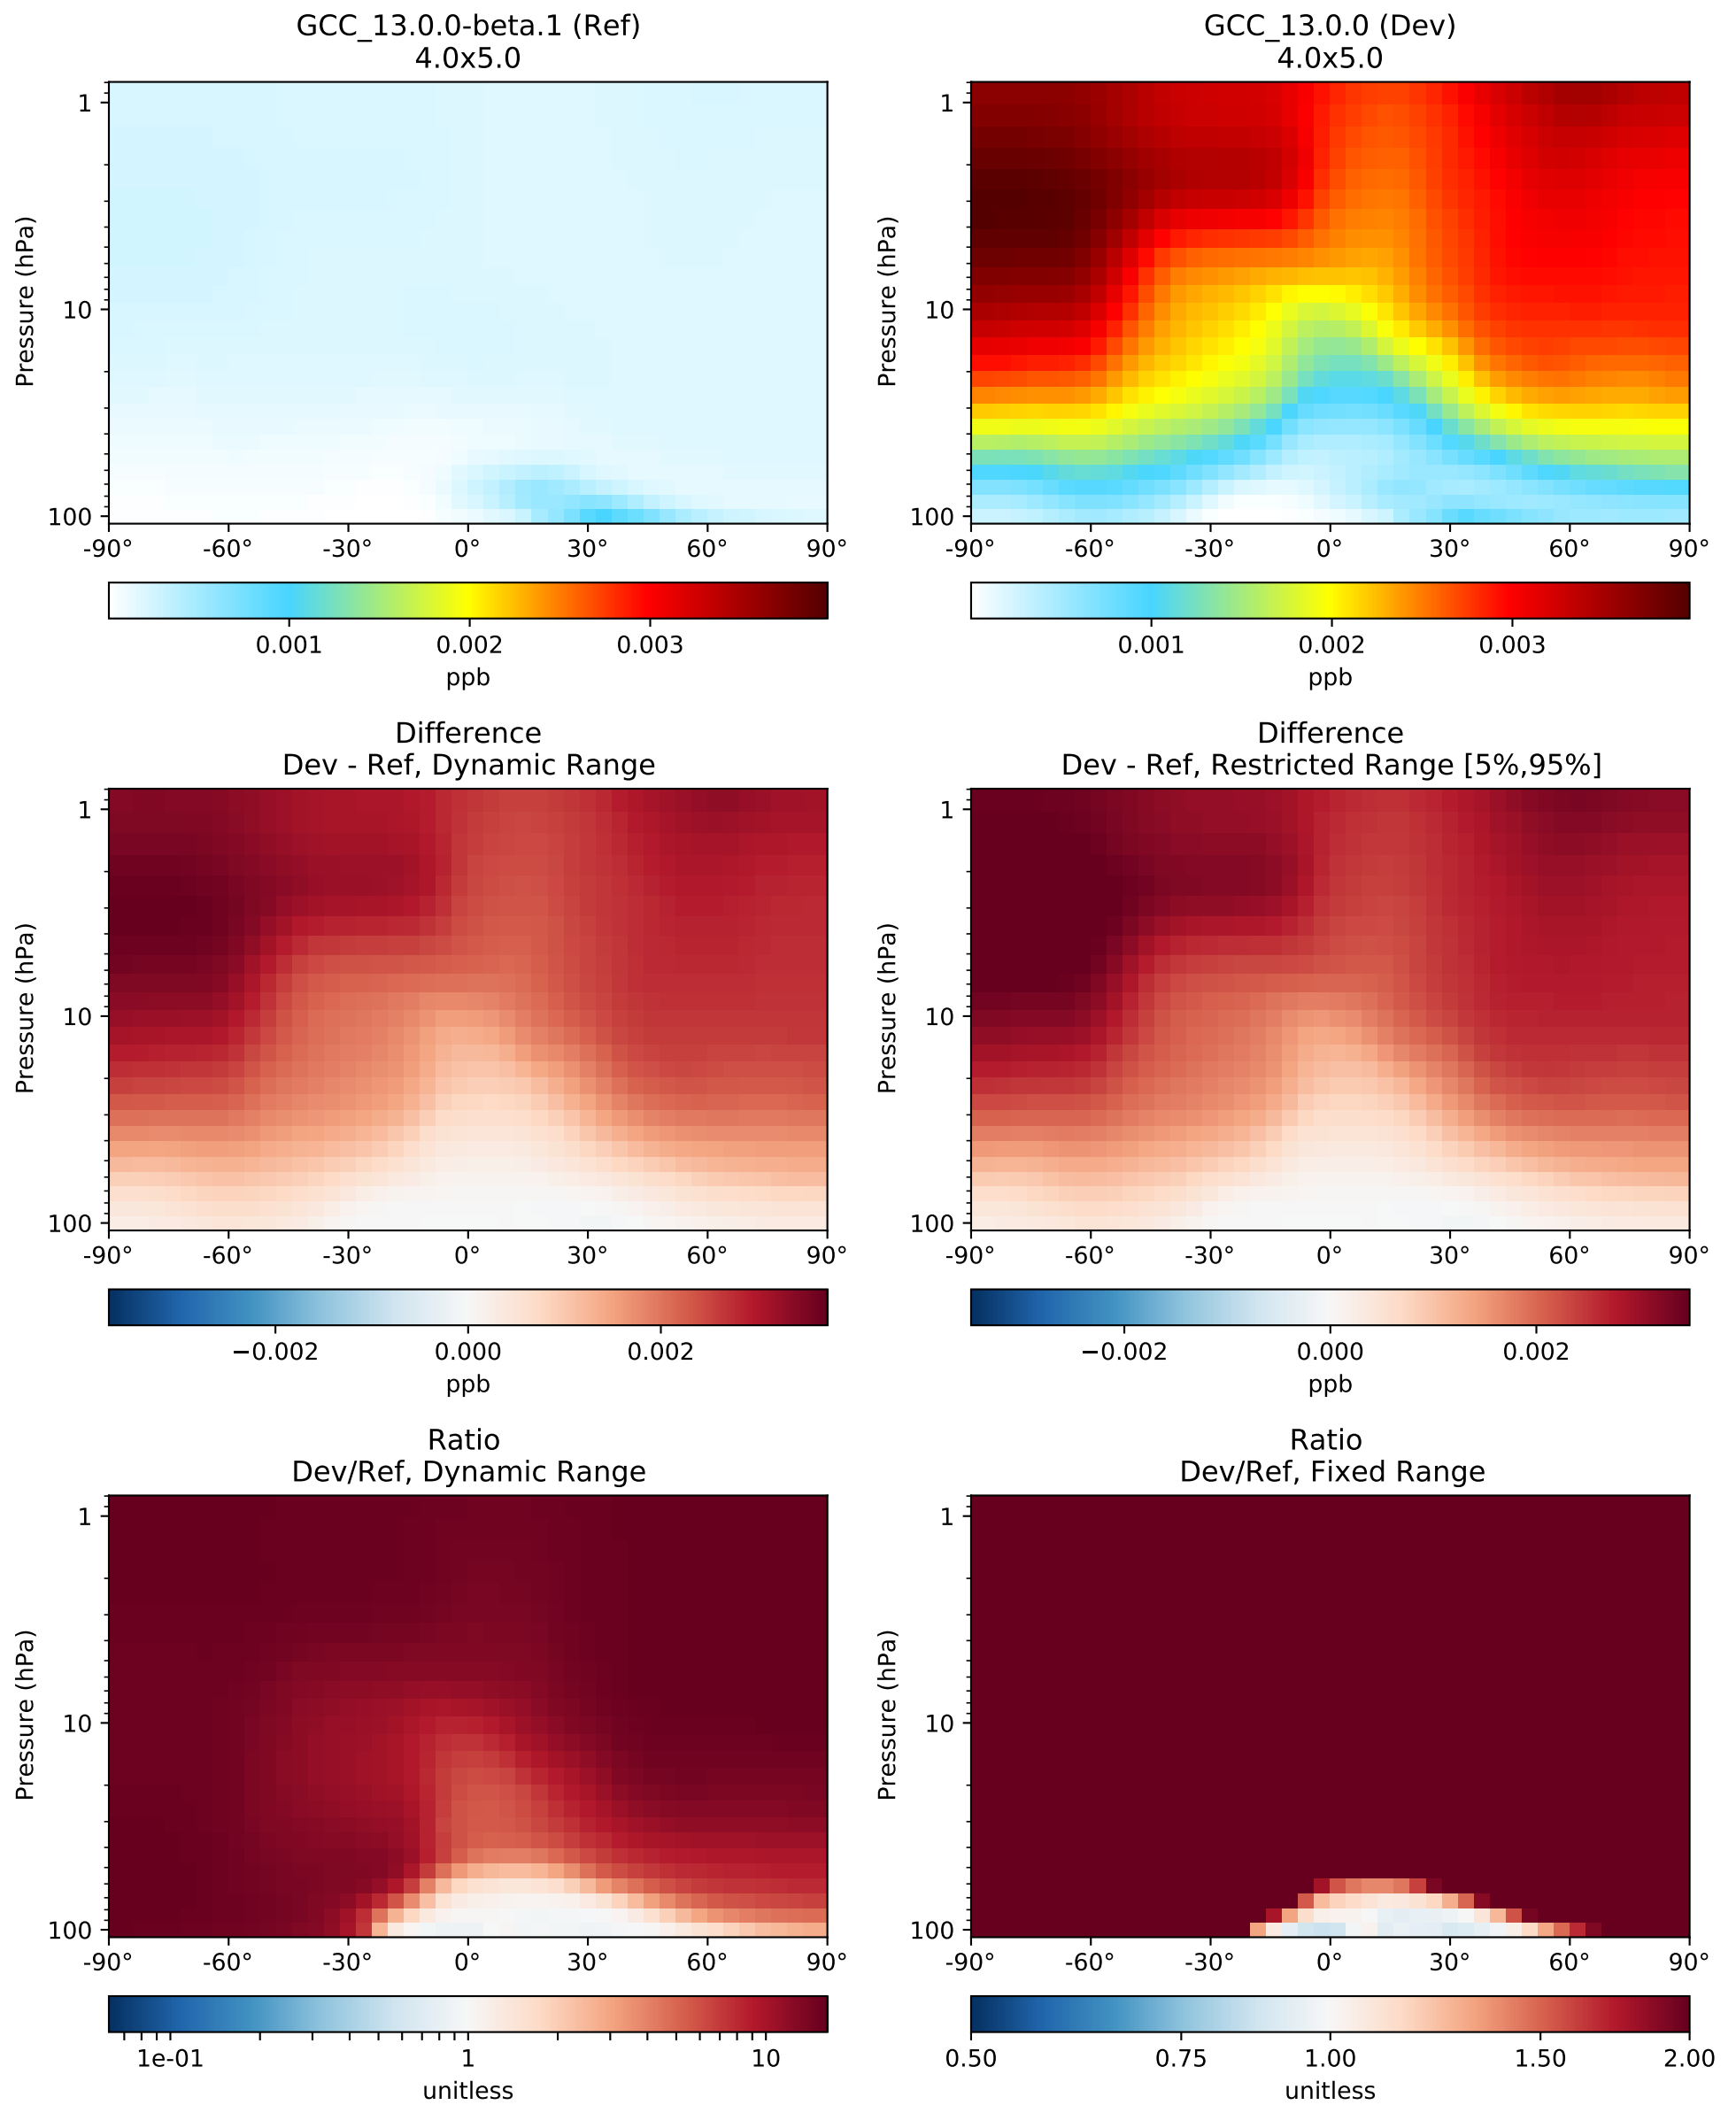 GCC_13.0.0-beta.1 (Ref)
4.0x5.0
Pressure (hPa)
1
10
100
-90° -60° -30° 0° 30° 60° 90°
0.001 0.002 0.003
ppb
GCC_13.0.0 (Dev)
4.0x5.0
Pressure (hPa)
1
10
100
-90° -60° -30° 0° 30° 60° 90°
0.001 0.002 0.003
ppb
Difference
Dev - Ref, Dynamic Range
Pressure (hPa)
1
10
100
-90° -60° -30° 0° 30° 60° 90°
−0.002 0.000 0.002
ppb
Difference
Dev - Ref, Restricted Range [5%,95%]
Pressure (hPa)
1
10
100
-90° -60° -30° 0° 30° 60° 90°
−0.002 0.000 0.002
ppb
Ratio
Dev/Ref, Dynamic Range
Pressure (hPa)
1
10
100
-90° -60° -30° 0° 30° 60° 90°
1e-01 1 10
unitless
Ratio
Dev/Ref, Fixed Range
Pressure (hPa)
1
10
100
-90° -60° -30° 0° 30° 60° 90°
0.50 0.75 1.00 1.50 2.00
unitless